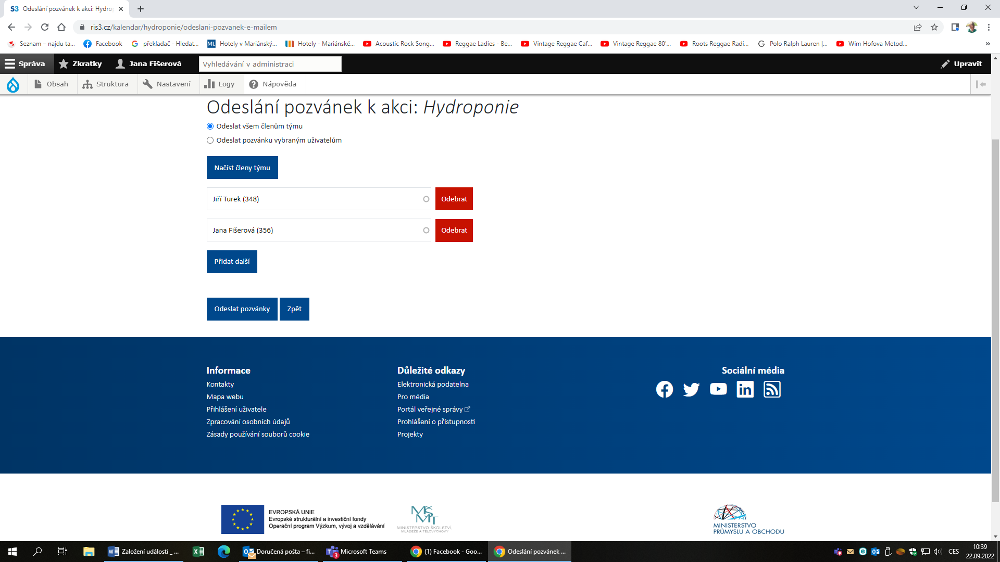 S3 Odeslání pozvánek k akci: Hydro
ris3.cz/kalendar/hydroponie/odeslani-pozvanek-e-mailem
Seznam – najdu ta... Facebook překladač - Hledat... ML Hotely v Mariánský... Hotely - Mariánské... Acoustic Rock Song... Reggae Ladies - Be... Vintage Reggae Caf... Vintage Reggae 80'... Roots Reggae Radi... Polo Ralph Lauren |... Wim Hofova Metod... »
Správa Zkratky Jana Fišerová Vyhledávání v administraci Upravit
Obsah Struktura Nastavení Logy Nápověda
Odeslání pozvánek k akci: Hydroponie
Odeslat všem členům týmu
Odeslat pozvánku vybraným uživatelům
Načíst členy týmu
Jiří Turek (348) Odebrat
Jana Fišerová (356) Odebrat
Přidat další
Odeslat pozvánky Zpět
Informace
Kontakty
Mapa webu
Přihlášení uživatele
Zpracování osobních údajů
Zásady používání souborů cookie
Důležité odkazy
Elektronická podatelna
Pro média
Portál veřejné správy
Prohlášení o přístupnosti
Projekty
Sociální média
EVROPSKÁ UNIE
Evropské strukturální a investiční fondy
Operační program Výzkum, vývoj a vzdělávání
MŠMT
MINISTERSTVO ŠKOLSTVÍ,
MLÁDEŽE A TĚLOVÝCHOVY
MINISTERSTVO
PRŮMYSLU A OBCHODU
Založení události _ ... Doručená pošta – fi... 3 Microsoft Teams (1) Facebook - Goo... Odeslání pozvánek ... CES 10:39
22.09.2022